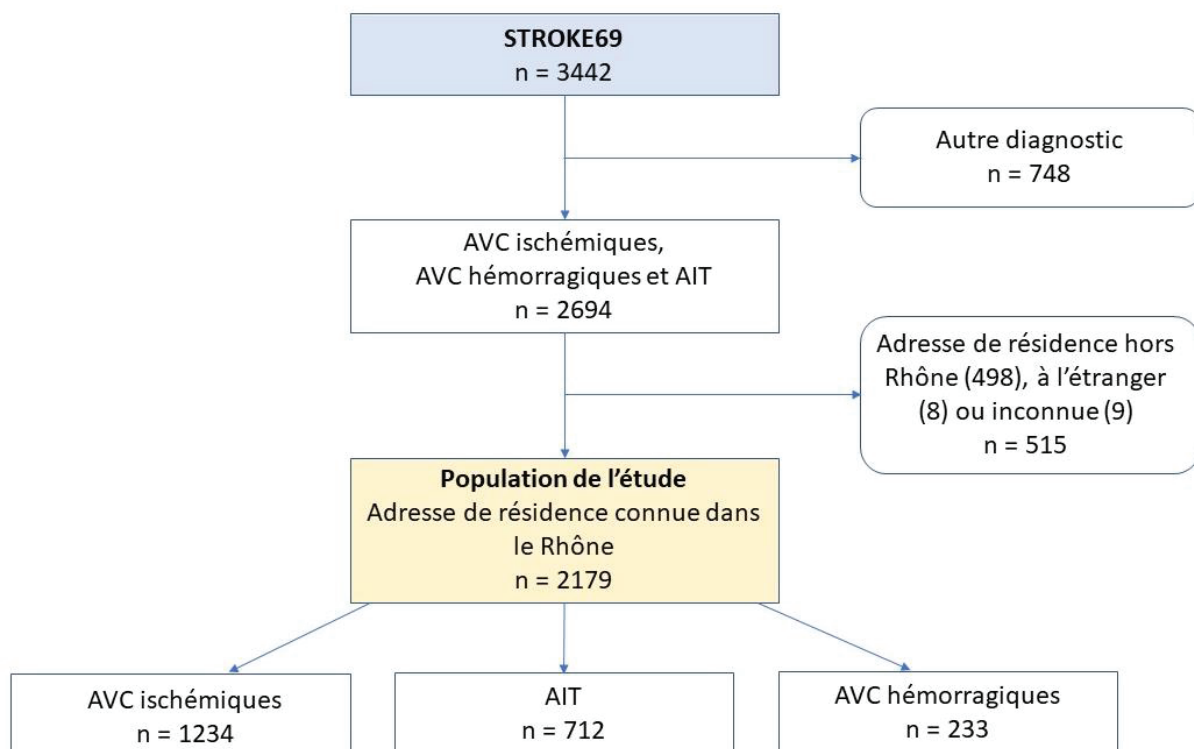 STROKE69
n = 3442
Autre diagnostic
n = 748
AVC ischémiques,
AVC hémorragiques et AIT
n = 2694
Adresse de résidence hors
Rhône (498), à l'étranger
(8) ou inconnue (9)
n = 515
Population de l'étude
Adresse de résidence connue dans
le Rhône
n = 2179
AVC ischémiques
n = 1234
AIT
n = 712
AVC hémorragiques
n = 233